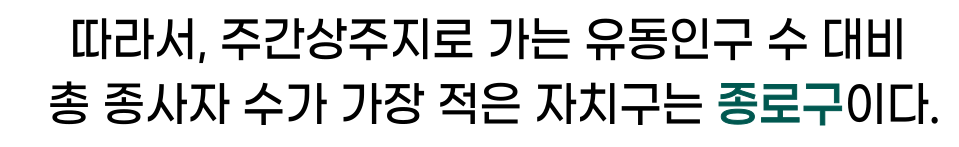 따라서, 주간상주지로 가는 유동인구 수 대비
총 종사자 수가 가장 적은 자치구는 종로구이다.